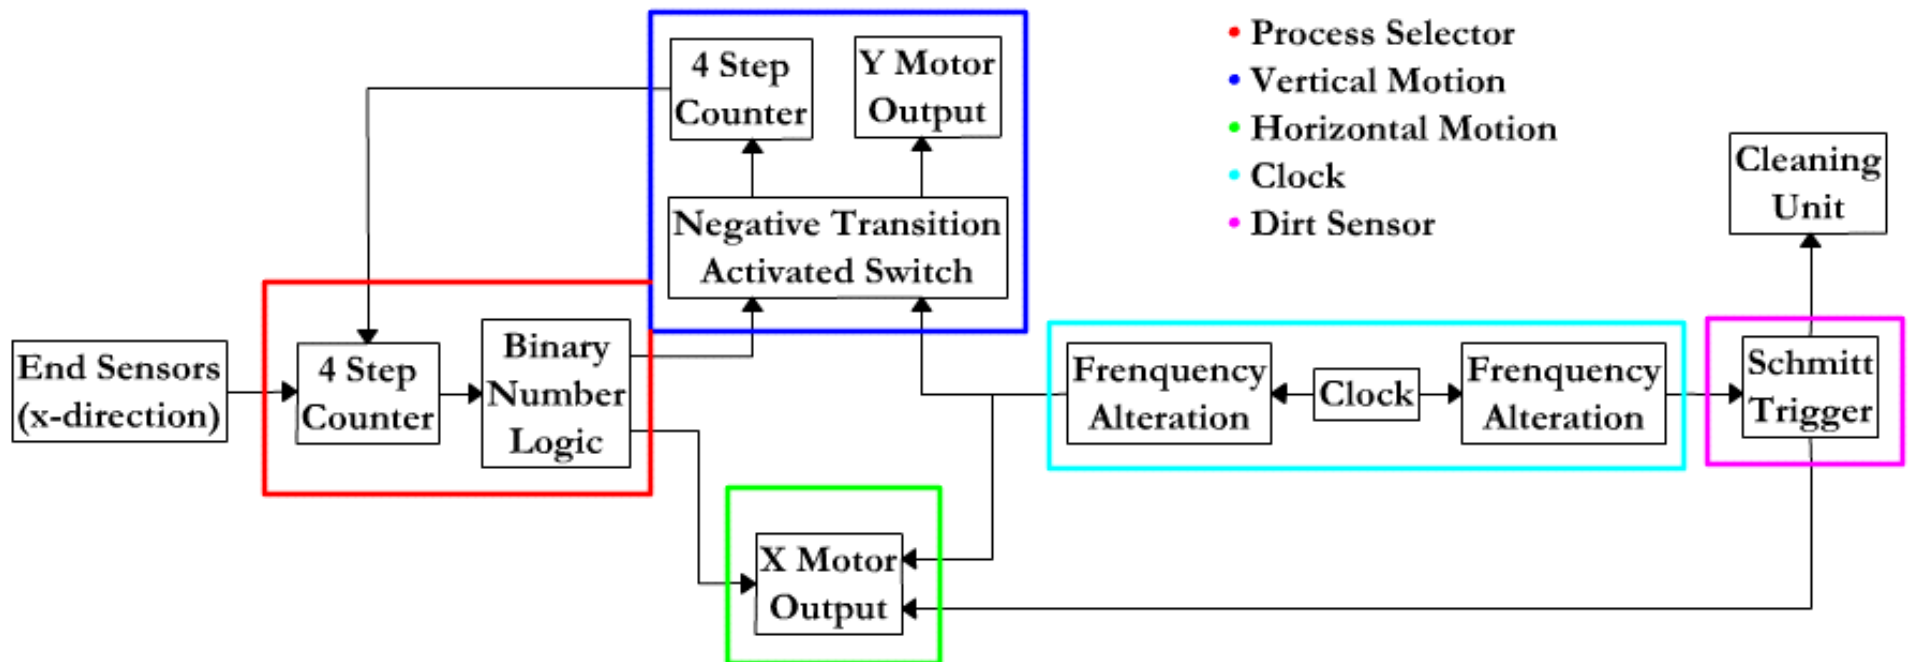 4 Step
Counter
Y Motor
Output
Negative Transition
Activated Switch
• Process Selector
• Vertical Motion
• Horizontal Motion
• Clock
• Dirt Sensor
Cleaning
Unit
End Sensors
(x-direction)
4 Step
Counter
Binary
Number
Logic
Frenquency
Alteration
Clock
Frenquency
Alteration
Schmitt
Trigger
X Motor
Output